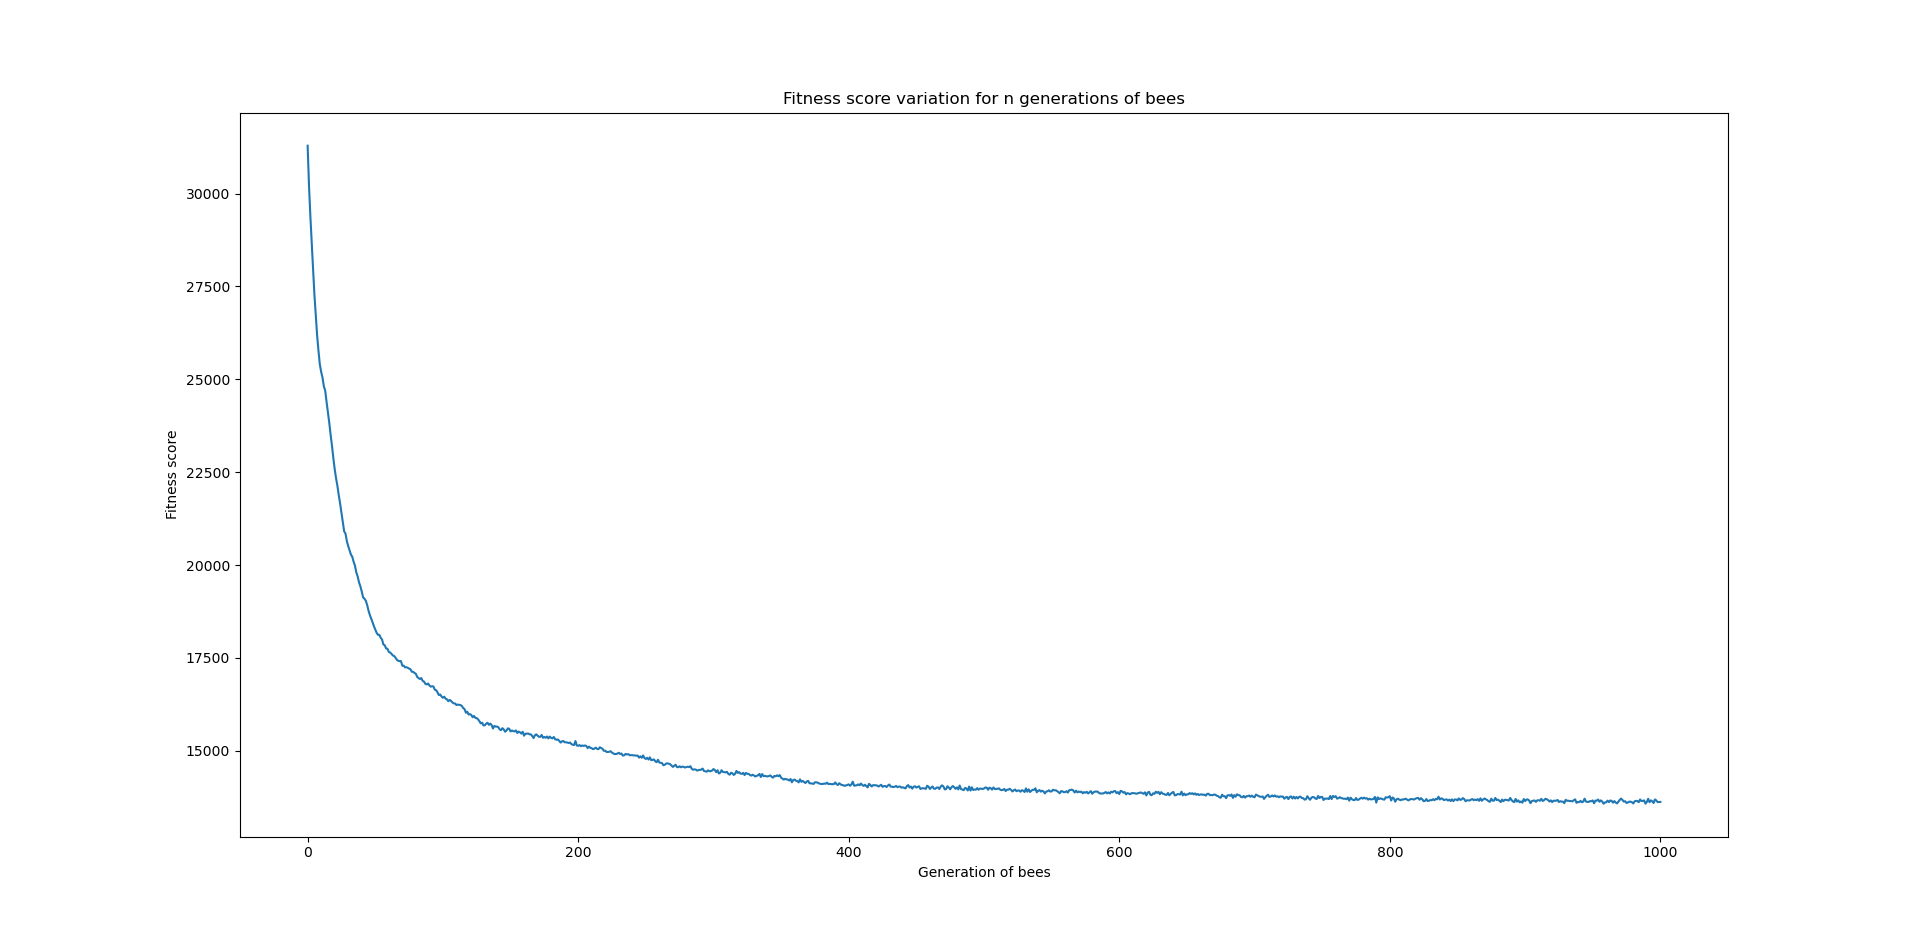 Fitness score variation for n generations of bees
30000
27500
25000
22500
20000
17500
15000
Fitness score
0 200 400 600 800 1000
Generation of bees